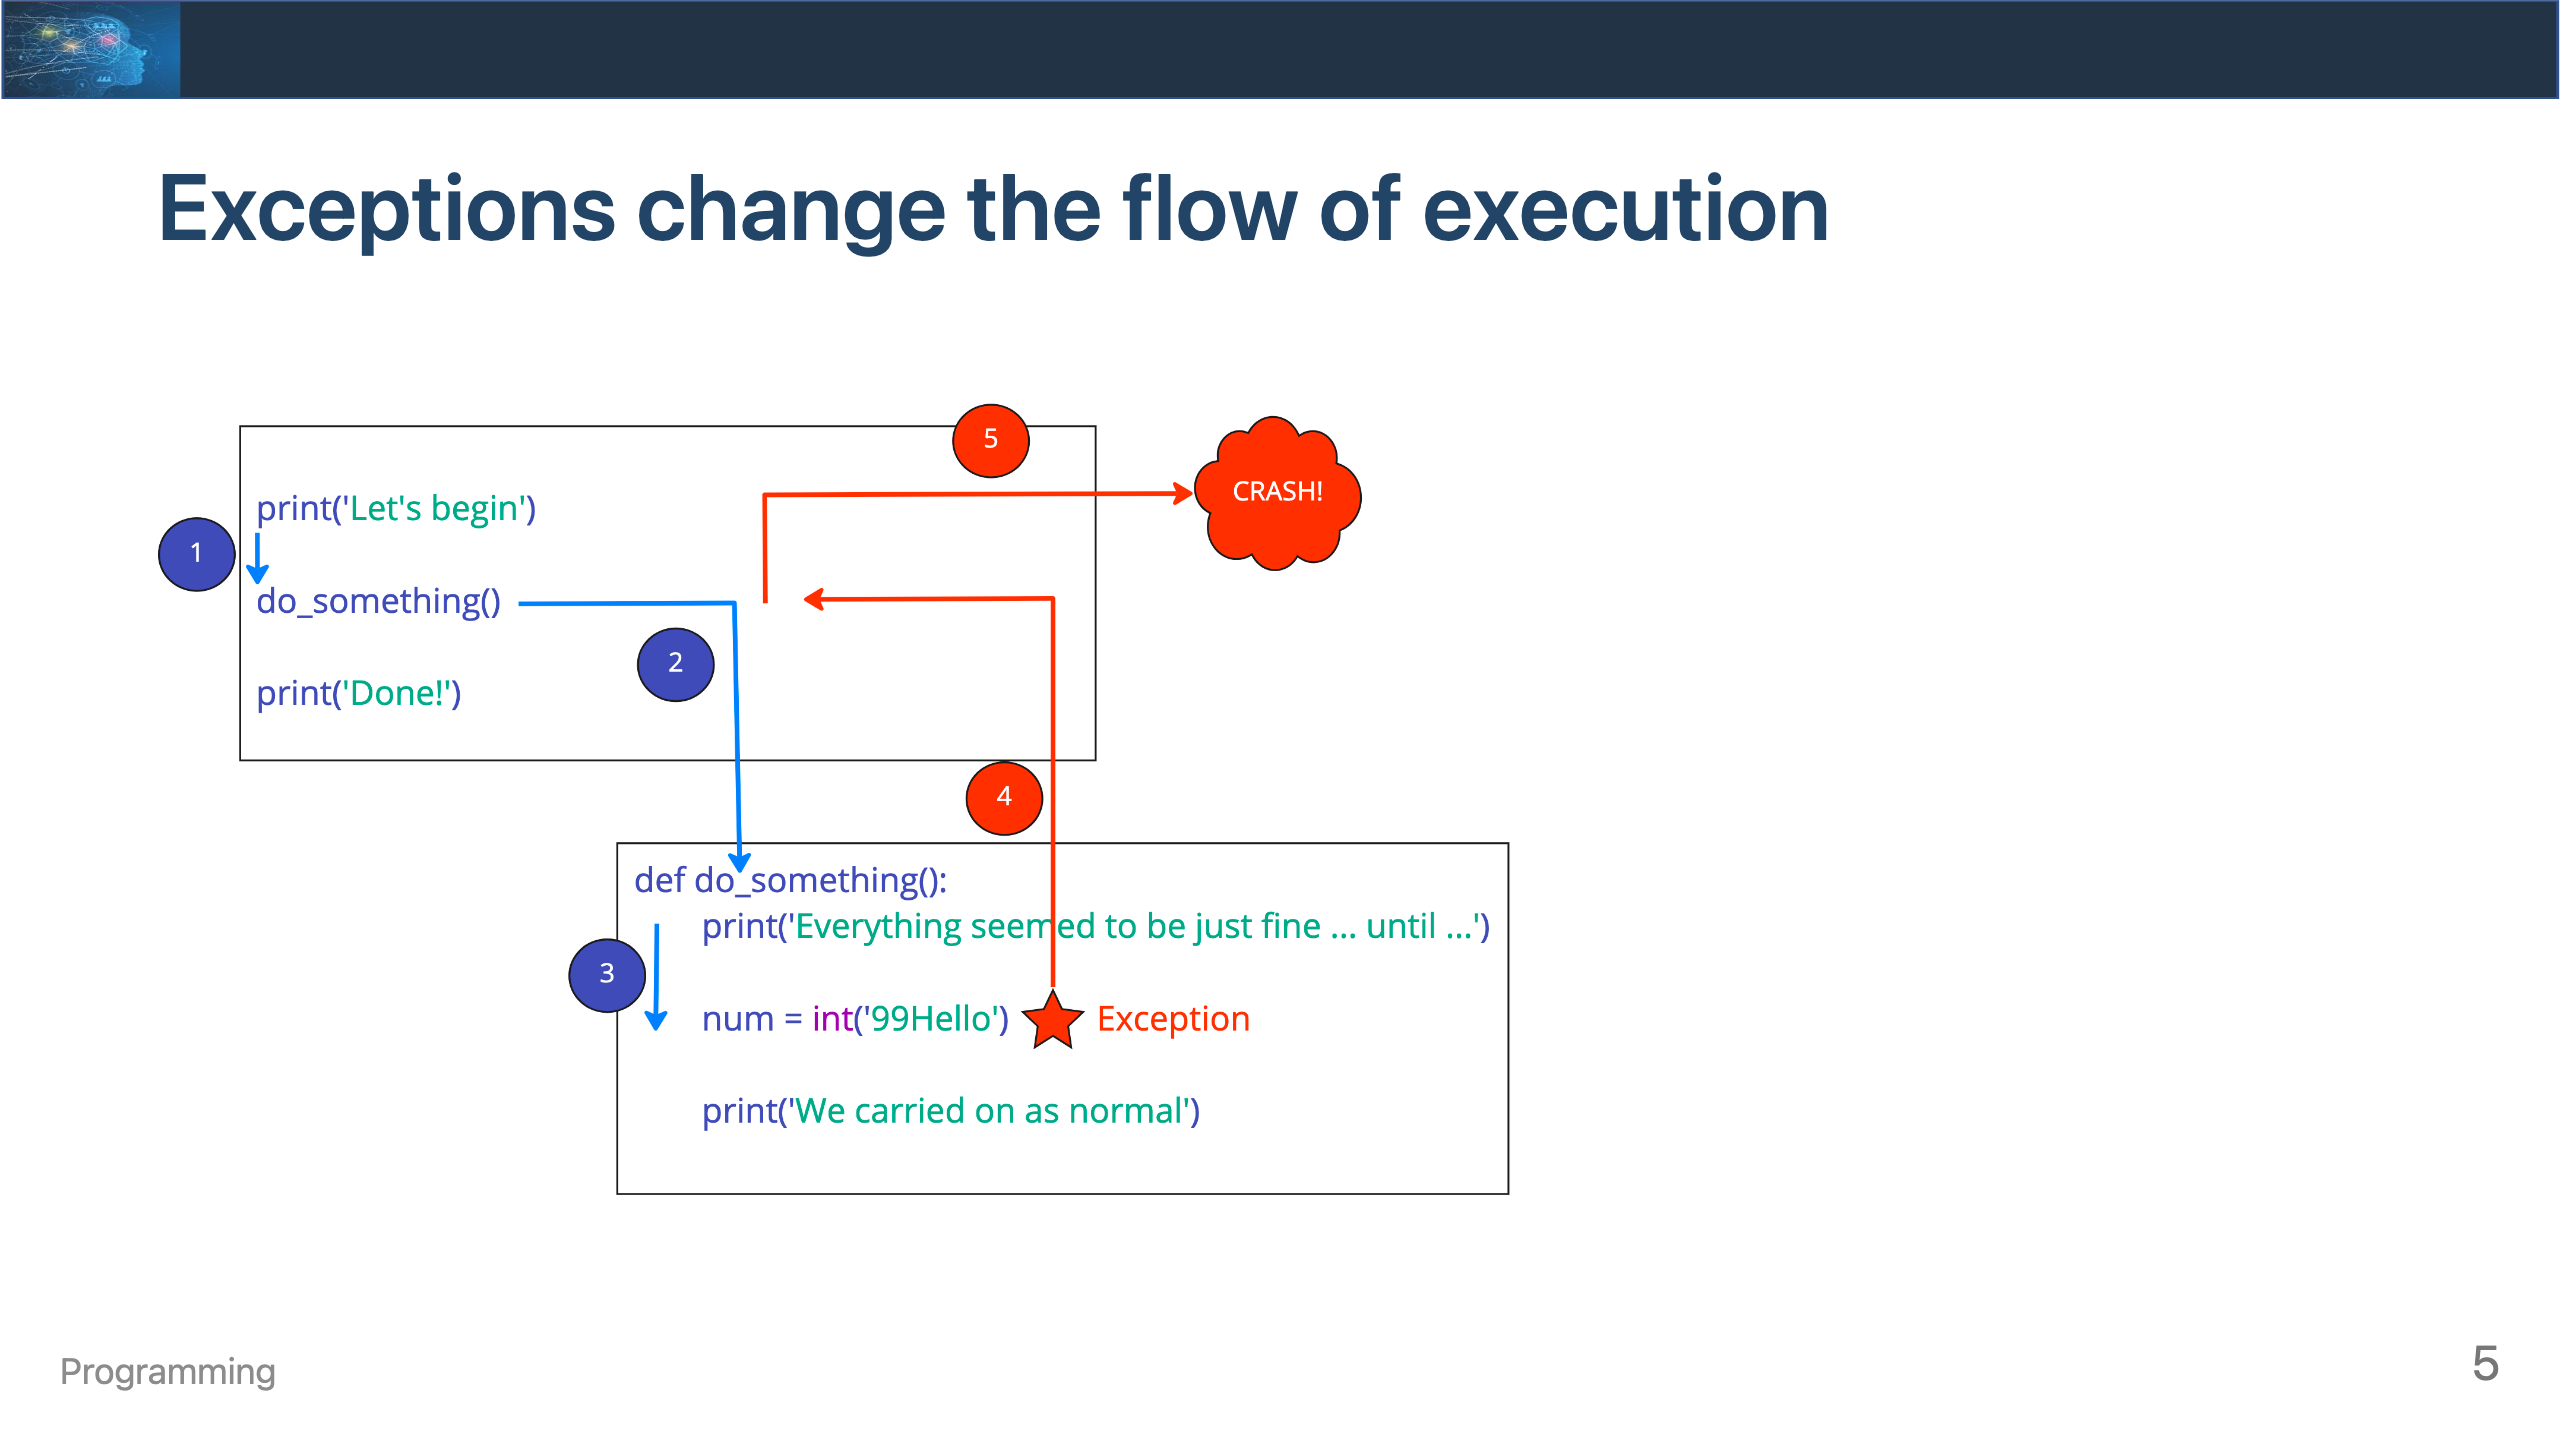 Exceptions change the flow of execution
5
CRASH!
print('Let's begin')
1
do_something()
2
print('Done!')
4
def do_something():
print('Everything seemed to be just fine ... until ...')
3
num = int('99Hello')
Exception
print('We carried on as normal')
Programming
5